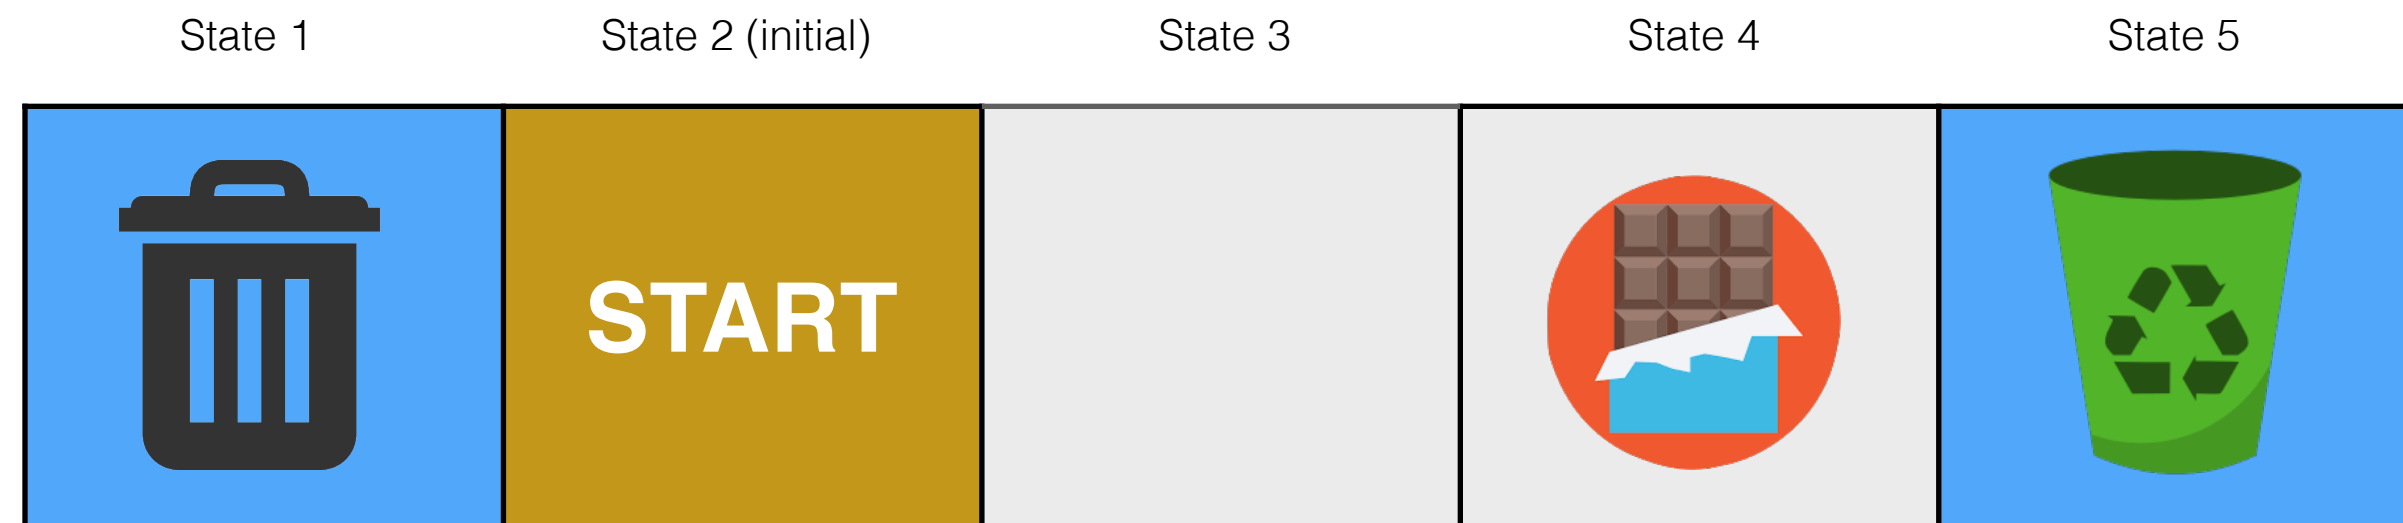 State 1 State 2 (initial) State 3 State 4 State 5
START